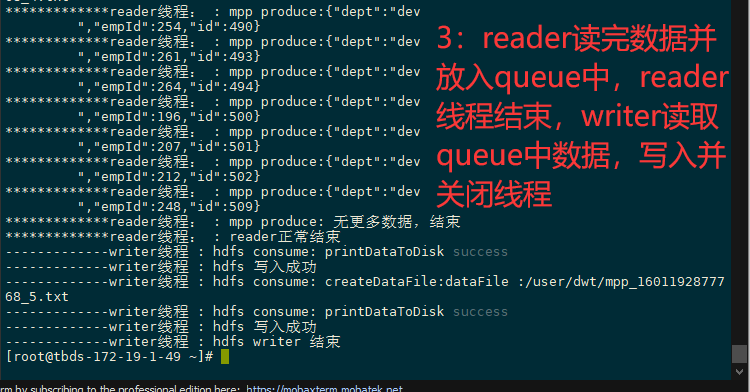 *************reader线程： : mpp produce:{"dept":"dev
","empId":254,"id":490}
*************reader线程： : mpp produce:{"dept":"dev
","empId":261,"id":493}
*************reader线程： : mpp produce:{"dept":"dev
","empId":264,"id":494}
*************reader线程： : mpp produce:{"dept":"dev
","empId":196,"id":500}
*************reader线程： : mpp produce:{"dept":"dev
","empId":207,"id":501}
*************reader线程： : mpp produce:{"dept":"dev
","empId":212,"id":502}
*************reader线程： : mpp produce:{"dept":"dev
","empId":248,"id":509}
*************reader线程： : mpp produce: 无更多数据，结束
*************reader线程： : reader正常结束
-------------writer线程 : hdfs consume: printDataToDisk success
-------------writer线程 : hdfs 写入成功
-------------writer线程 : hdfs consume: createDataFile:dataFile :/user/dwt/mpp_16011928777
68_5.txt
-------------writer线程 : hdfs consume: printDataToDisk success
-------------writer线程 : hdfs 写入成功
-------------writer线程 : hdfs writer 结束
[root@tbds-172-19-1-49 ~]#
3：reader读完数据并
放入queue中，reader
线程结束，writer读取
queue中数据，写入并
关闭线程
rm by subscribing to the professional edition here: https://mobaxterm.mobatek.net